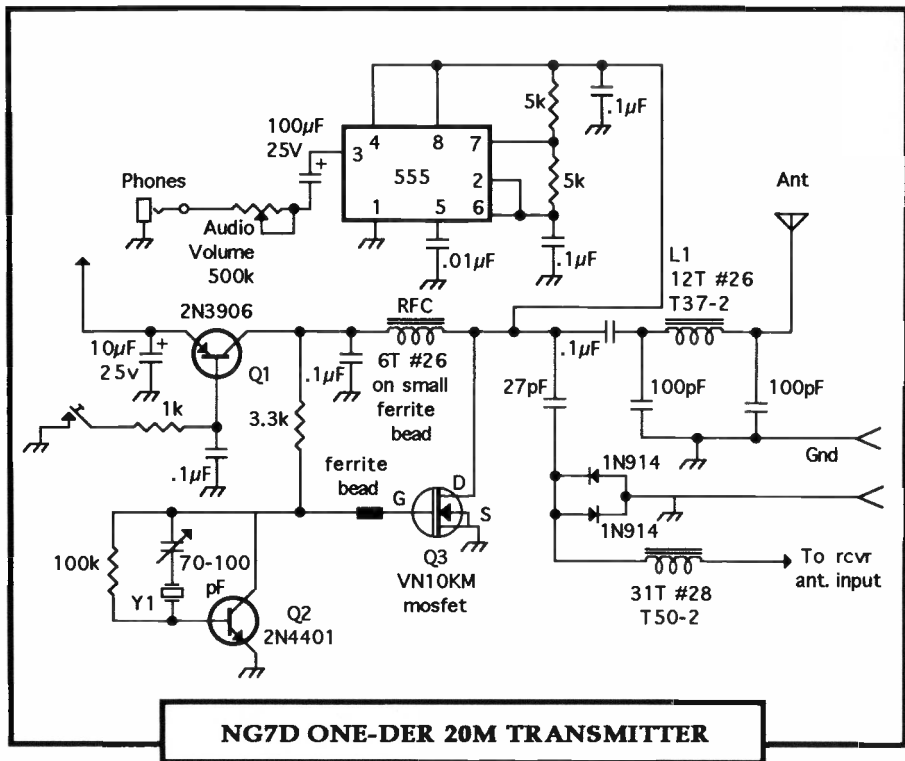 4
8
5k
.1µF
100µF
25V
+
3
7
555
2
6
1
5
5k
Phones
Audio
Volume
500k
.01µF
.1µF
Ant
L1
12T #26
T37-2
2N3906
RFC
10µF
25v
+
Q1
.1µF
6T #26
on small
ferrite
bead
.1µF
27pF
100pF
100pF
1k
3.3k
.1µF
Gnd
1N914
1N914
ferrite
bead
G
D
S
Q3
VN10KM
mosfet
To rcvr
ant. input
31T #28
T50-2
100k
70-100
pF
Y1
Q2
2N4401
NG7D ONE-DER 20M TRANSMITTER